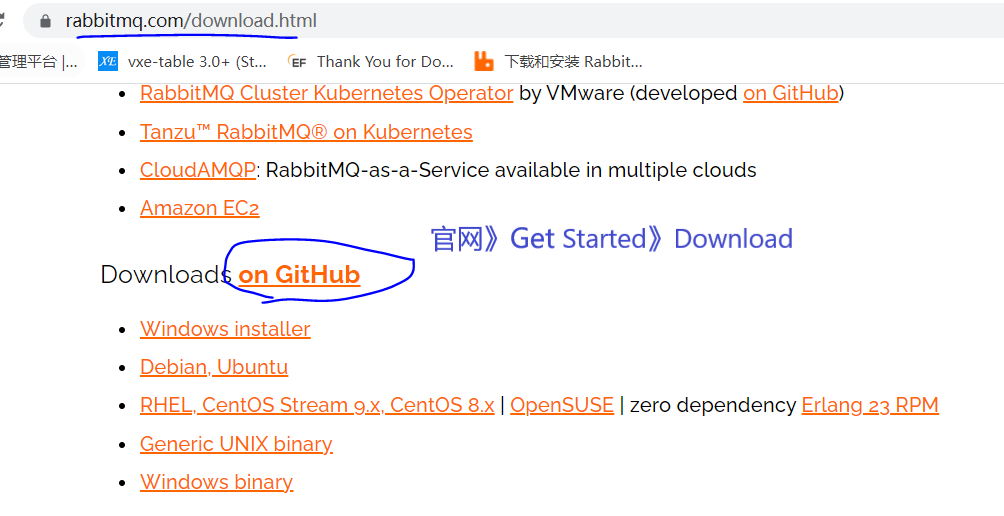 rabbitmq.com/download.html
管理平台 |... vxe-table 3.0+ (St... EF Thank You for Do... 下载和安装 Rabbit...
• RabbitMQ Cluster Kubernetes Operator by VMware (developed on GitHub)
• Tanzu™ RabbitMQ® on Kubernetes
• CloudAMQP: RabbitMQ-as-a-Service available in multiple clouds
• Amazon EC2
官网》Get Started》Download
Downloads on GitHub
• Windows installer
• Debian, Ubuntu
• RHEL, CentOS Stream 9.x, CentOS 8.x | OpenSUSE | zero dependency Erlang 23 RPM
• Generic UNIX binary
• Windows binary